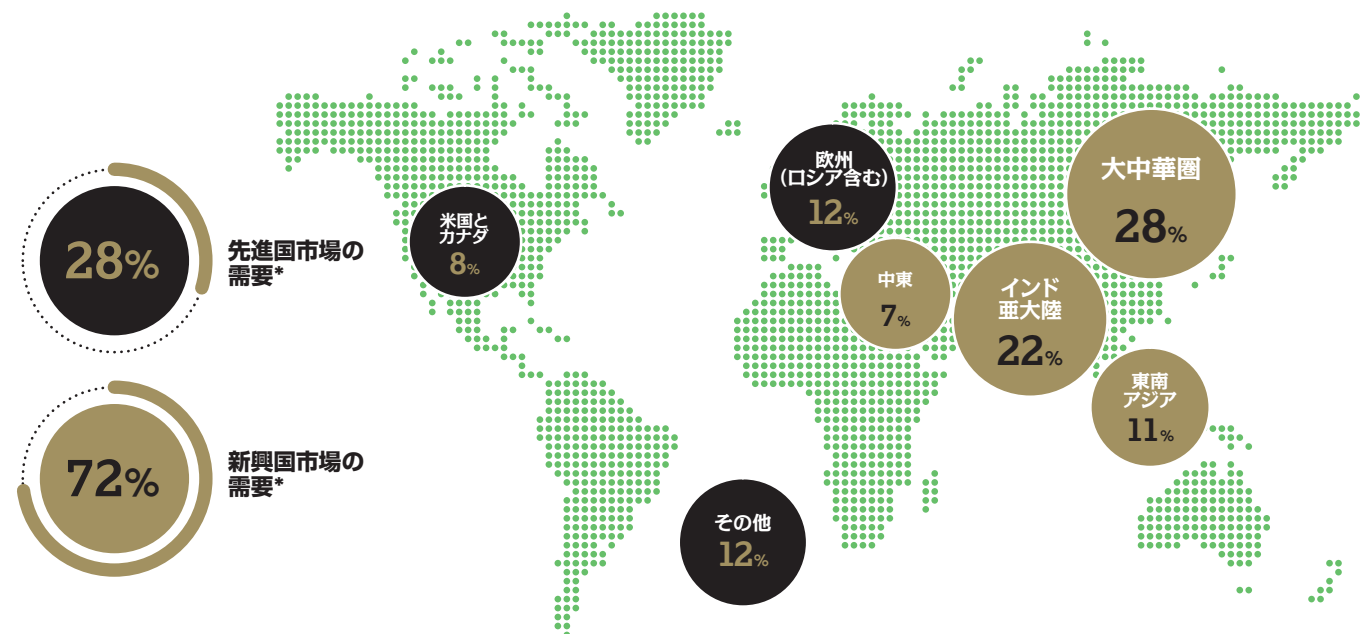 28%
先進国市場の
需要*
72%
新興国市場の
需要*
米国と
カナダ
8%
欧州
（ロシア含む）
12%
中東
7%
インド
亜大陸
22%
大中華圏
28%
東南
アジア
11%
その他
12%